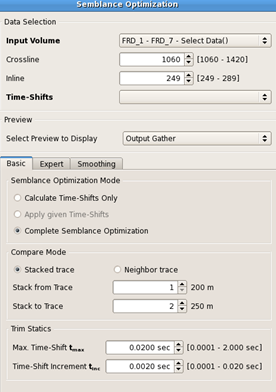 Semblance Optimization
Data Selection
Input Volume FRD_1 - FRD_7 - Select Data()
Crossline 1060 [1060 - 1420]
Inline 249 [249 - 289]
Time-Shifts
Preview
Select Preview to Display Output Gather
Basic Expert Smoothing
Semblance Optimization Mode
Calculate Time-Shifts Only
Apply given Time-Shifts
Complete Semblance Optimization
Compare Mode
Stacked trace Neighbor trace
Stack from Trace 1 200 m
Stack to Trace 2 250 m
Trim Statics
Max. Time-Shift tmax 0.0200 sec [0.0001 - 2.000 sec]
Time-Shift Increment tinc 0.0020 sec [0.0001 - 0.020 sec]